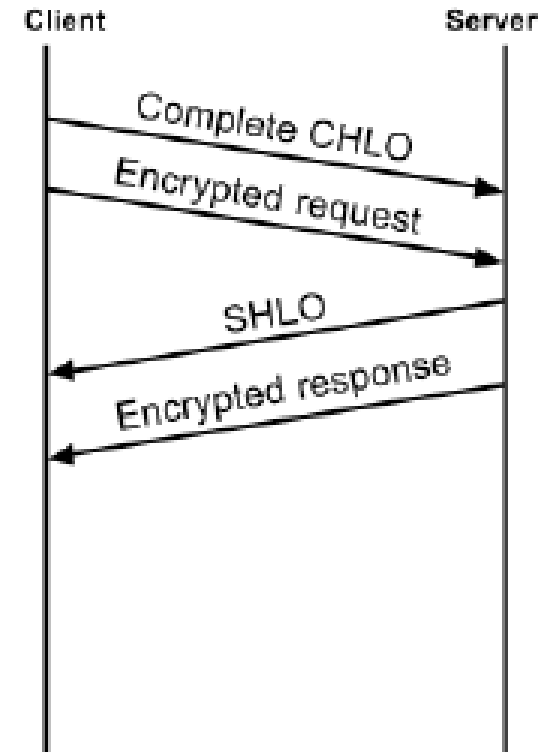 Client
Server
Complete CHLO
Encrypted request
SHLO
Encrypted response